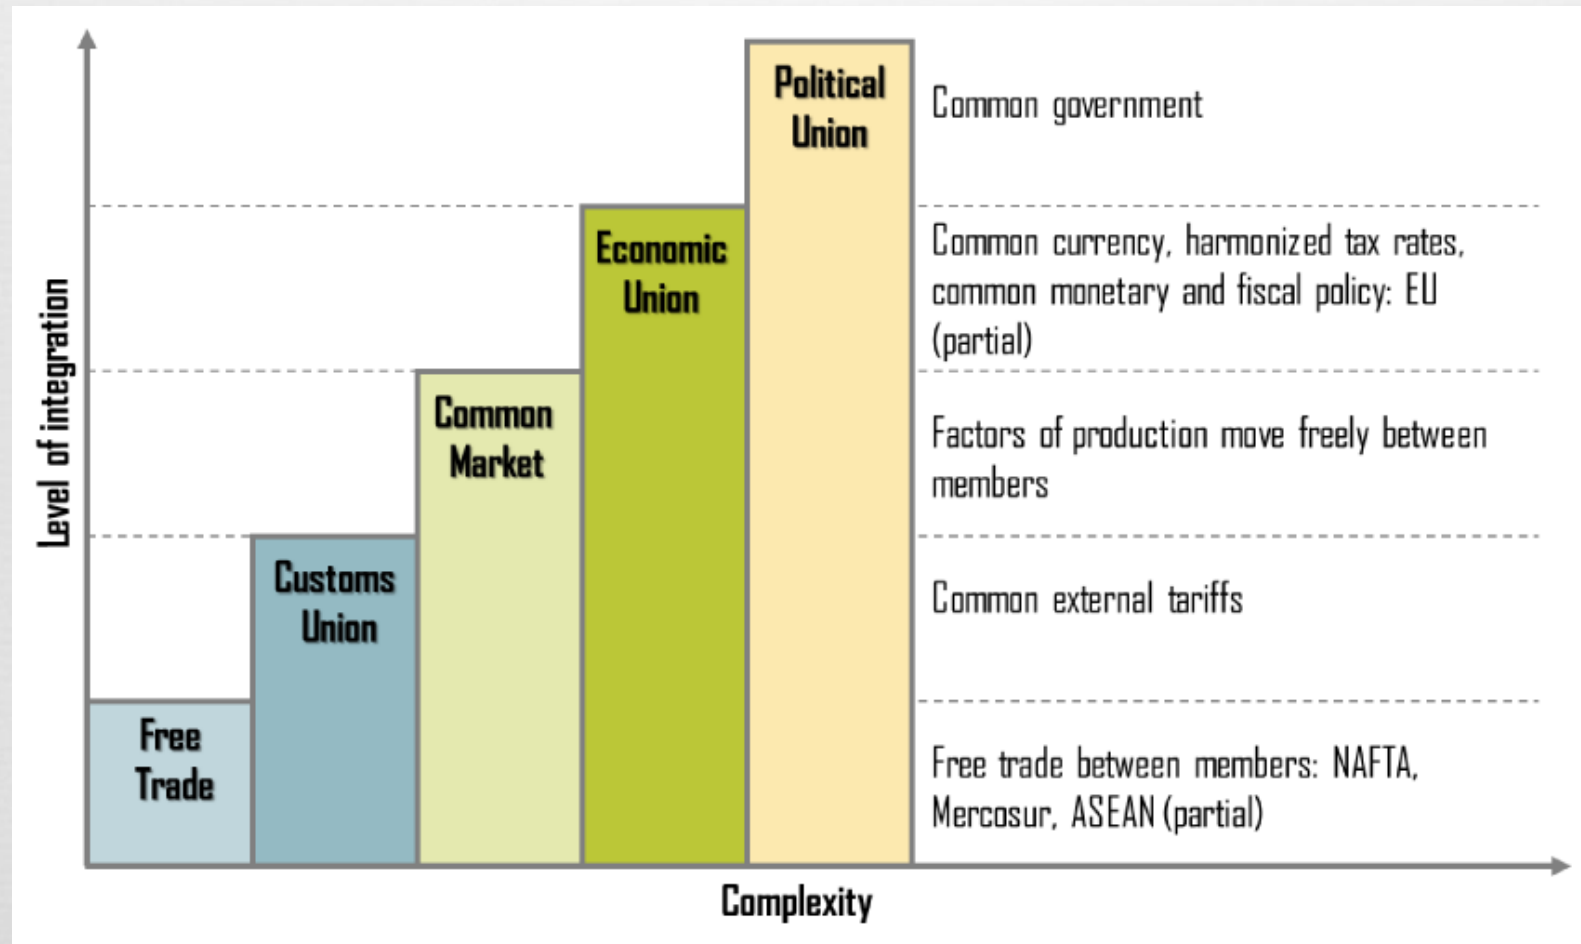 Political
Union
Common government
Economic
Union
Common currency, harmonized tax rates,
common monetary and fiscal policy: EU
(partial)
Common
Market
Factors of production move freely between
members
Customs
Union
Common external tariffs
Free
Trade
Free trade between members: NAFTA,
Mercosur, ASEAN (partial)
Level of integration
Complexity